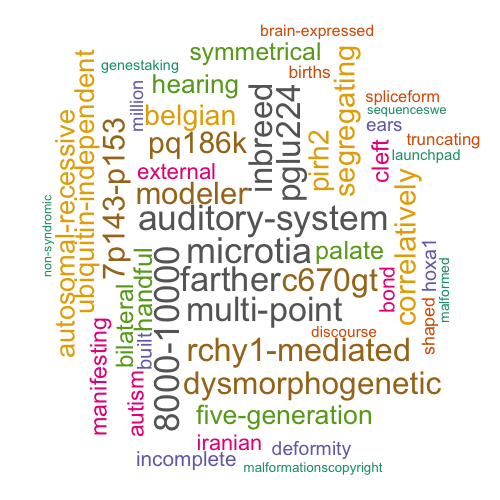 brain-expressed
symmetrical
genestaking
births
hearing
spliceform
million
belgian
sequenceswe
ears
pq186k
truncating
launchpad
autosomal-recessive
ubiquitin-independent
7p143-p153
inbreed
pglu224
pirh2
segregating
cleft
external
modeler
non-syndromic
auditory-system
correlatively
microtia
palate
farther
c670gt
bond
hoxa1
malformed
bilateral
handful
8000-10000
multi-point
discourse
shaped
built
rchy1-mediated
manifesting
autism
dysmorphogenetic
five-generation
iranian
deformity
incomplete
malformationscopyright